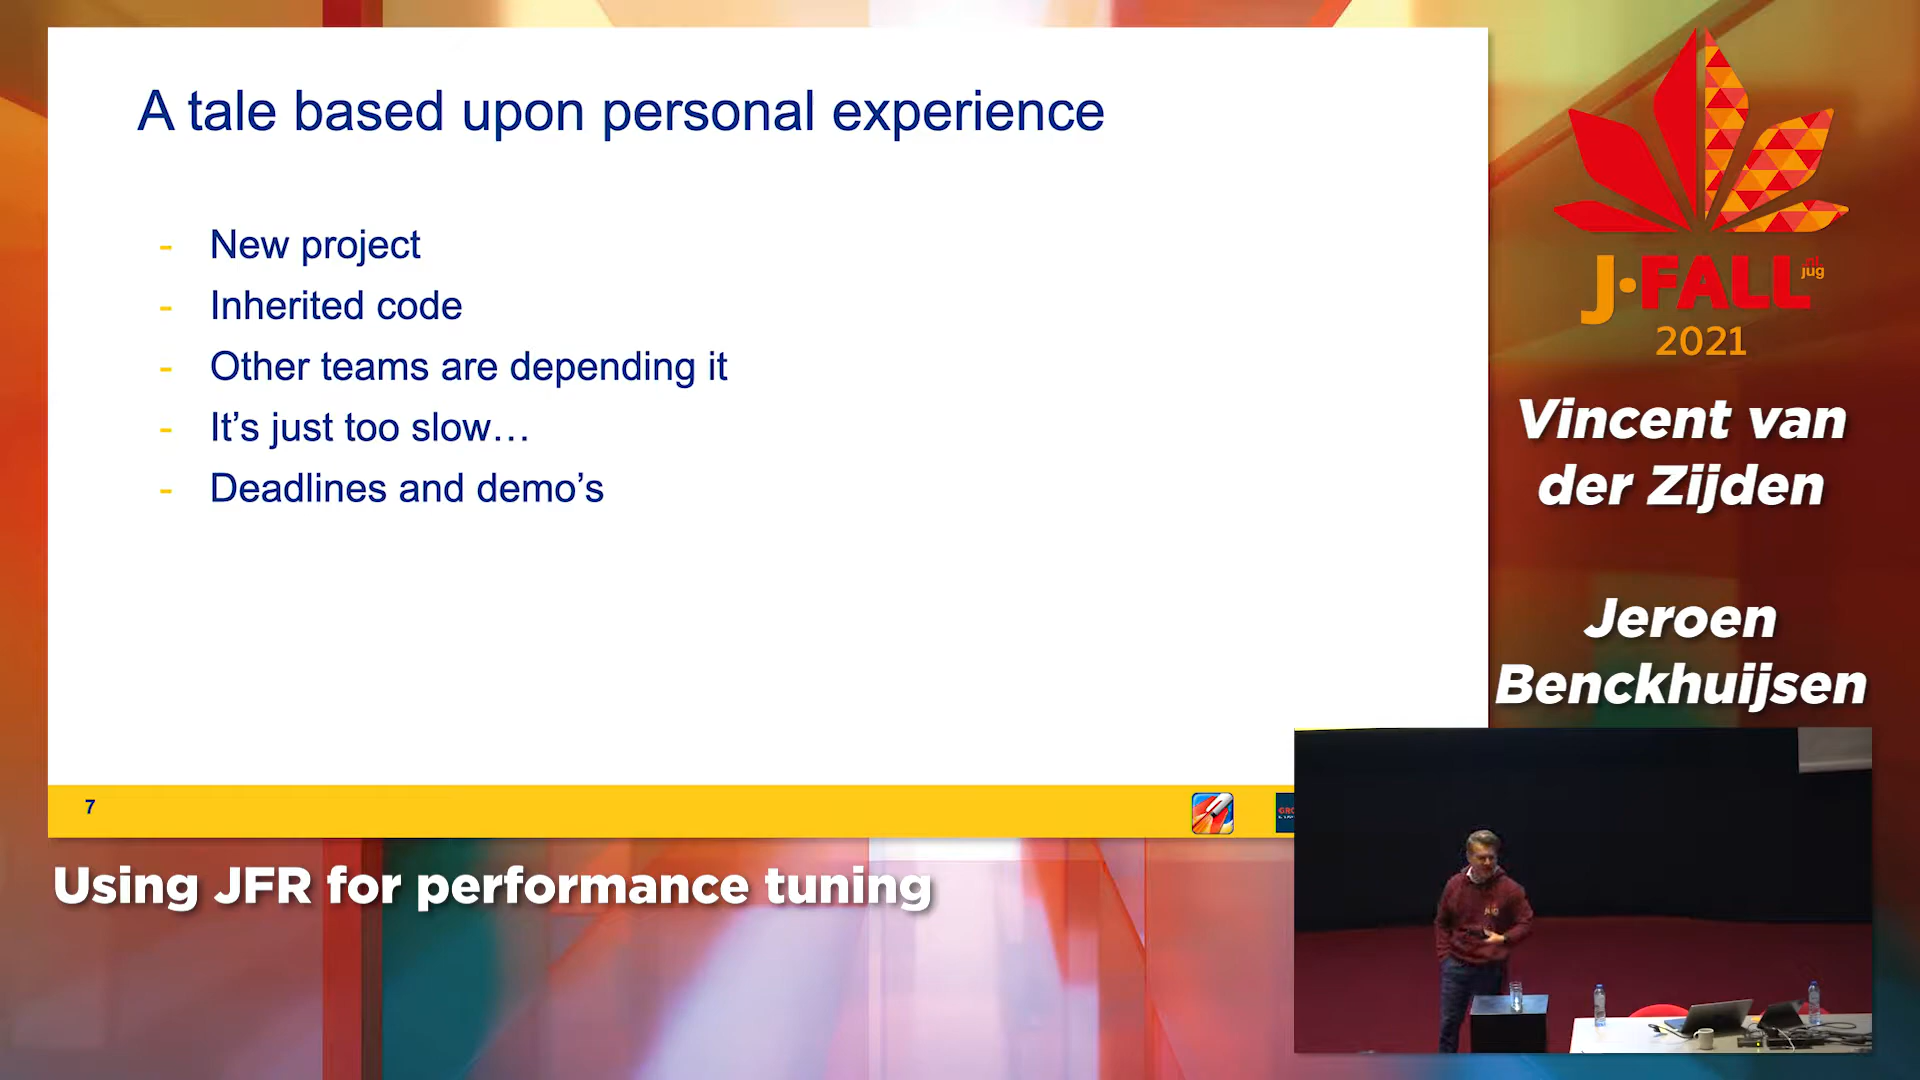 A tale based upon personal experience
- New project
- Inherited code
- Other teams are depending it
- It’s just too slow…
- Deadlines and demo’s
7
J•FALL
nl
jug
2021
Vincent van
der Zijden
Jeroen
Benckhuijsen
Using JFR for performance tuning